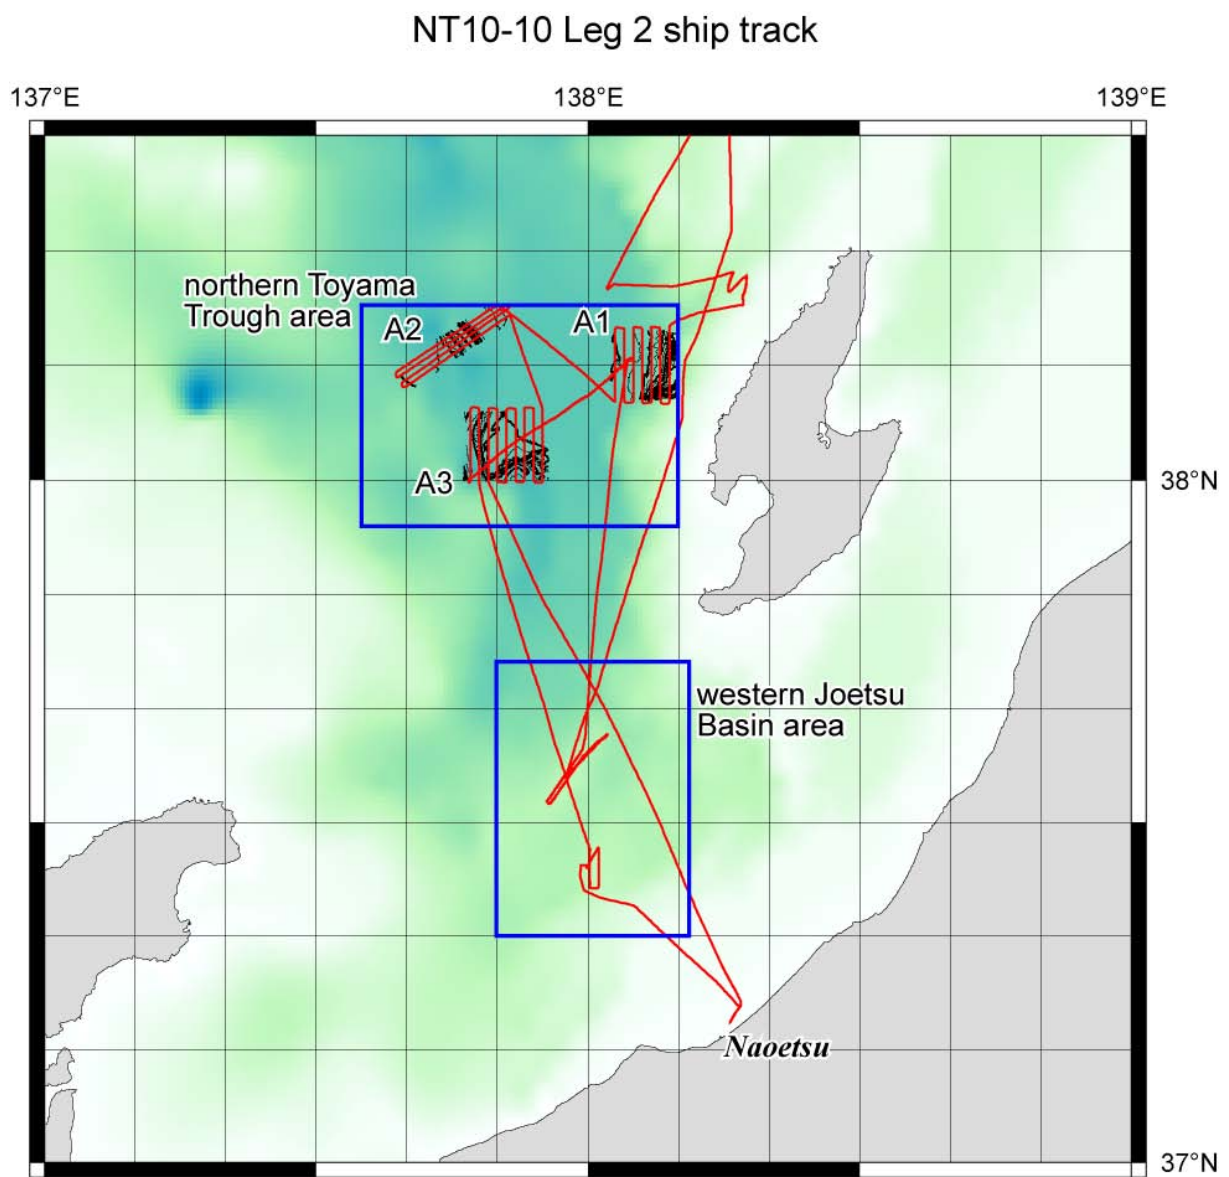 NT10-10 Leg 2 ship track
137°E
138°E
139°E
northern Toyama
Trough area
A2
A1
A3
38°N
western Joetsu
Basin area
Naoetsu
37°N